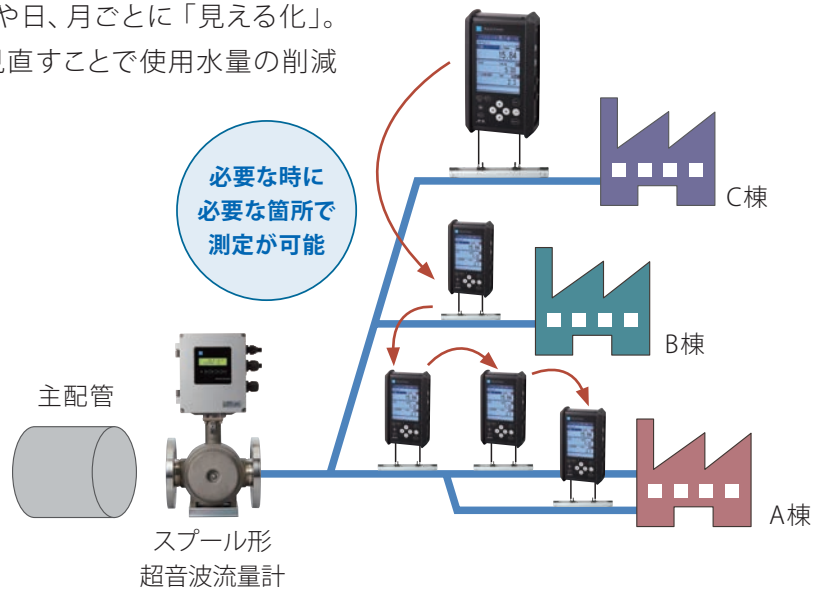 や日、月ごとに「見える化」。
見直すことで使用水量の削減
必要な時に
必要な箇所で
測定が可能
C棟
B棟
主配管
A棟
スプール形
超音波流量計